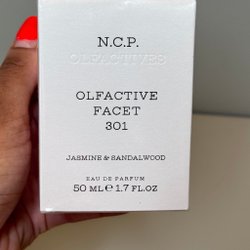 N.C.P.
OLFACTIVES
OLFACTIVE
FACET
301
JASMINE & SANDALWOOD
EAU DE PARFUM
50 ML ℮ 1.7 FL.OZ